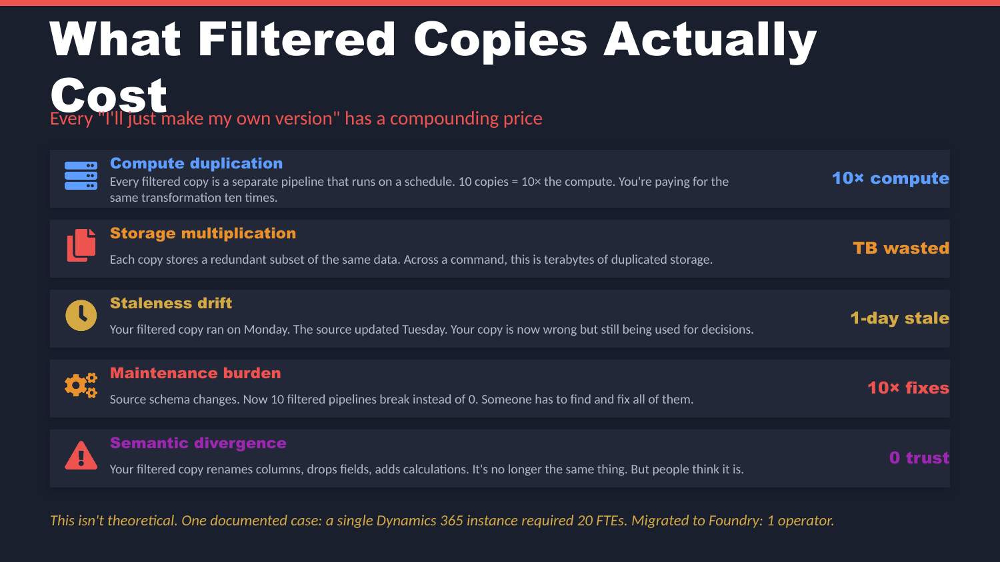 What Filtered Copies Actually
Cost
Every "I'll just make my own version" has a compounding price
Compute duplication
Every filtered copy is a separate pipeline that runs on a schedule. 10 copies = 10× the compute. You're paying for the
same transformation ten times.
10× compute
Storage multiplication
Each copy stores a redundant subset of the same data. Across a command, this is terabytes of duplicated storage.
TB wasted
Staleness drift
Your filtered copy ran on Monday. The source updated Tuesday. Your copy is now wrong but still being used for decisions.
1-day stale
Maintenance burden
Source schema changes. Now 10 filtered pipelines break instead of 0. Someone has to find and fix all of them.
10× fixes
Semantic divergence
Your filtered copy renames columns, drops fields, adds calculations. It's no longer the same thing. But people think it is.
0 trust
This isn't theoretical. One documented case: a single Dynamics 365 instance required 20 FTEs. Migrated to Foundry: 1 operator.